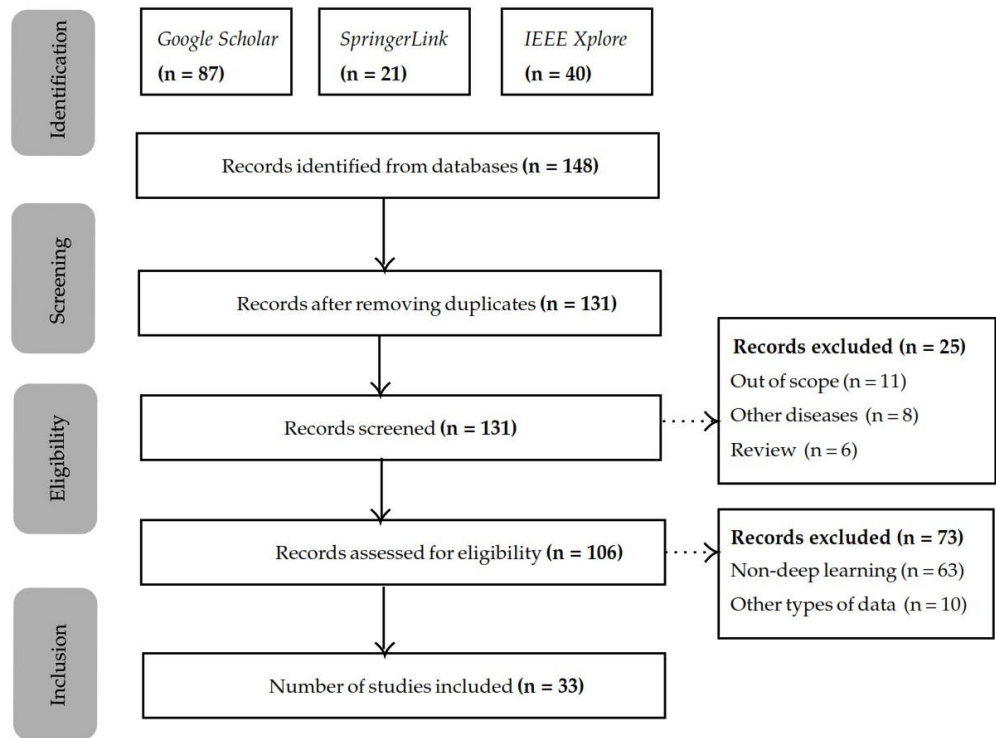 Identification
Google Scholar
(n = 87)
SpringerLink
(n = 21)
IEEE Xplore
(n = 40)
Records identified from databases (n = 148)
Screening
Records after removing duplicates (n = 131)
Records excluded (n = 25)
Out of scope (n = 11)
Other diseases (n = 8)
Review (n = 6)
Eligibility
Records screened (n = 131)
Records assessed for eligibility (n = 106)
Records excluded (n = 73)
Non-deep learning (n = 63)
Other types of data (n = 10)
Inclusion
Number of studies included (n = 33)